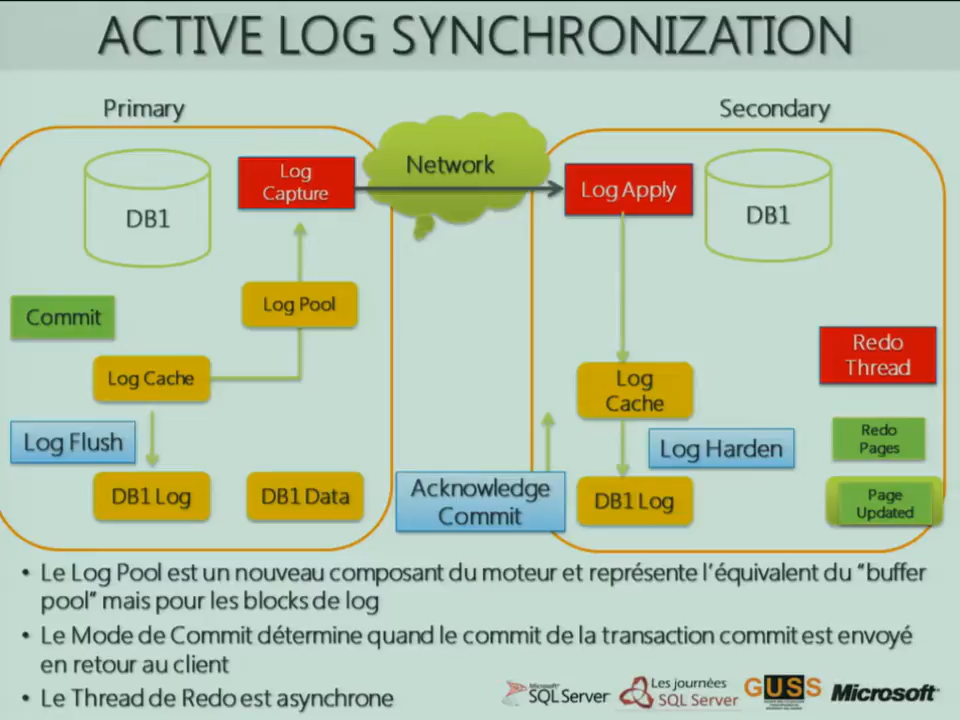 ACTIVE LOG SYNCHRONIZATION
Primary
Secondary
Log
Capture
Network
Log Apply
DB1
DB1
Log Pool
Commit
Log Cache
Log Flush
DB1 Log
DB1 Data
Log
Cache
Log Harden
Acknowledge
Commit
DB1 Log
Redo
Thread
Redo
Pages
Page
Updated
• Le Log Pool est un nouveau composant du moteur et représente l'équivalent du "buffer
pool" mais pour les blocks de log
• Le Mode de Commit détermine quand le commit de la transaction commit est envoyé
en retour au client
• Le Thread de Redo est asynchrone
Microsoft
SQL Server
Les journées
SQL Server
GUSS
Microsoft